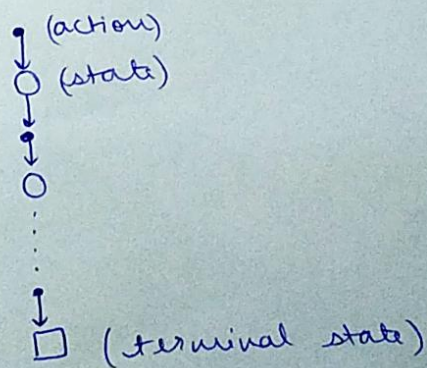 (action)
(state)
(terminal state)